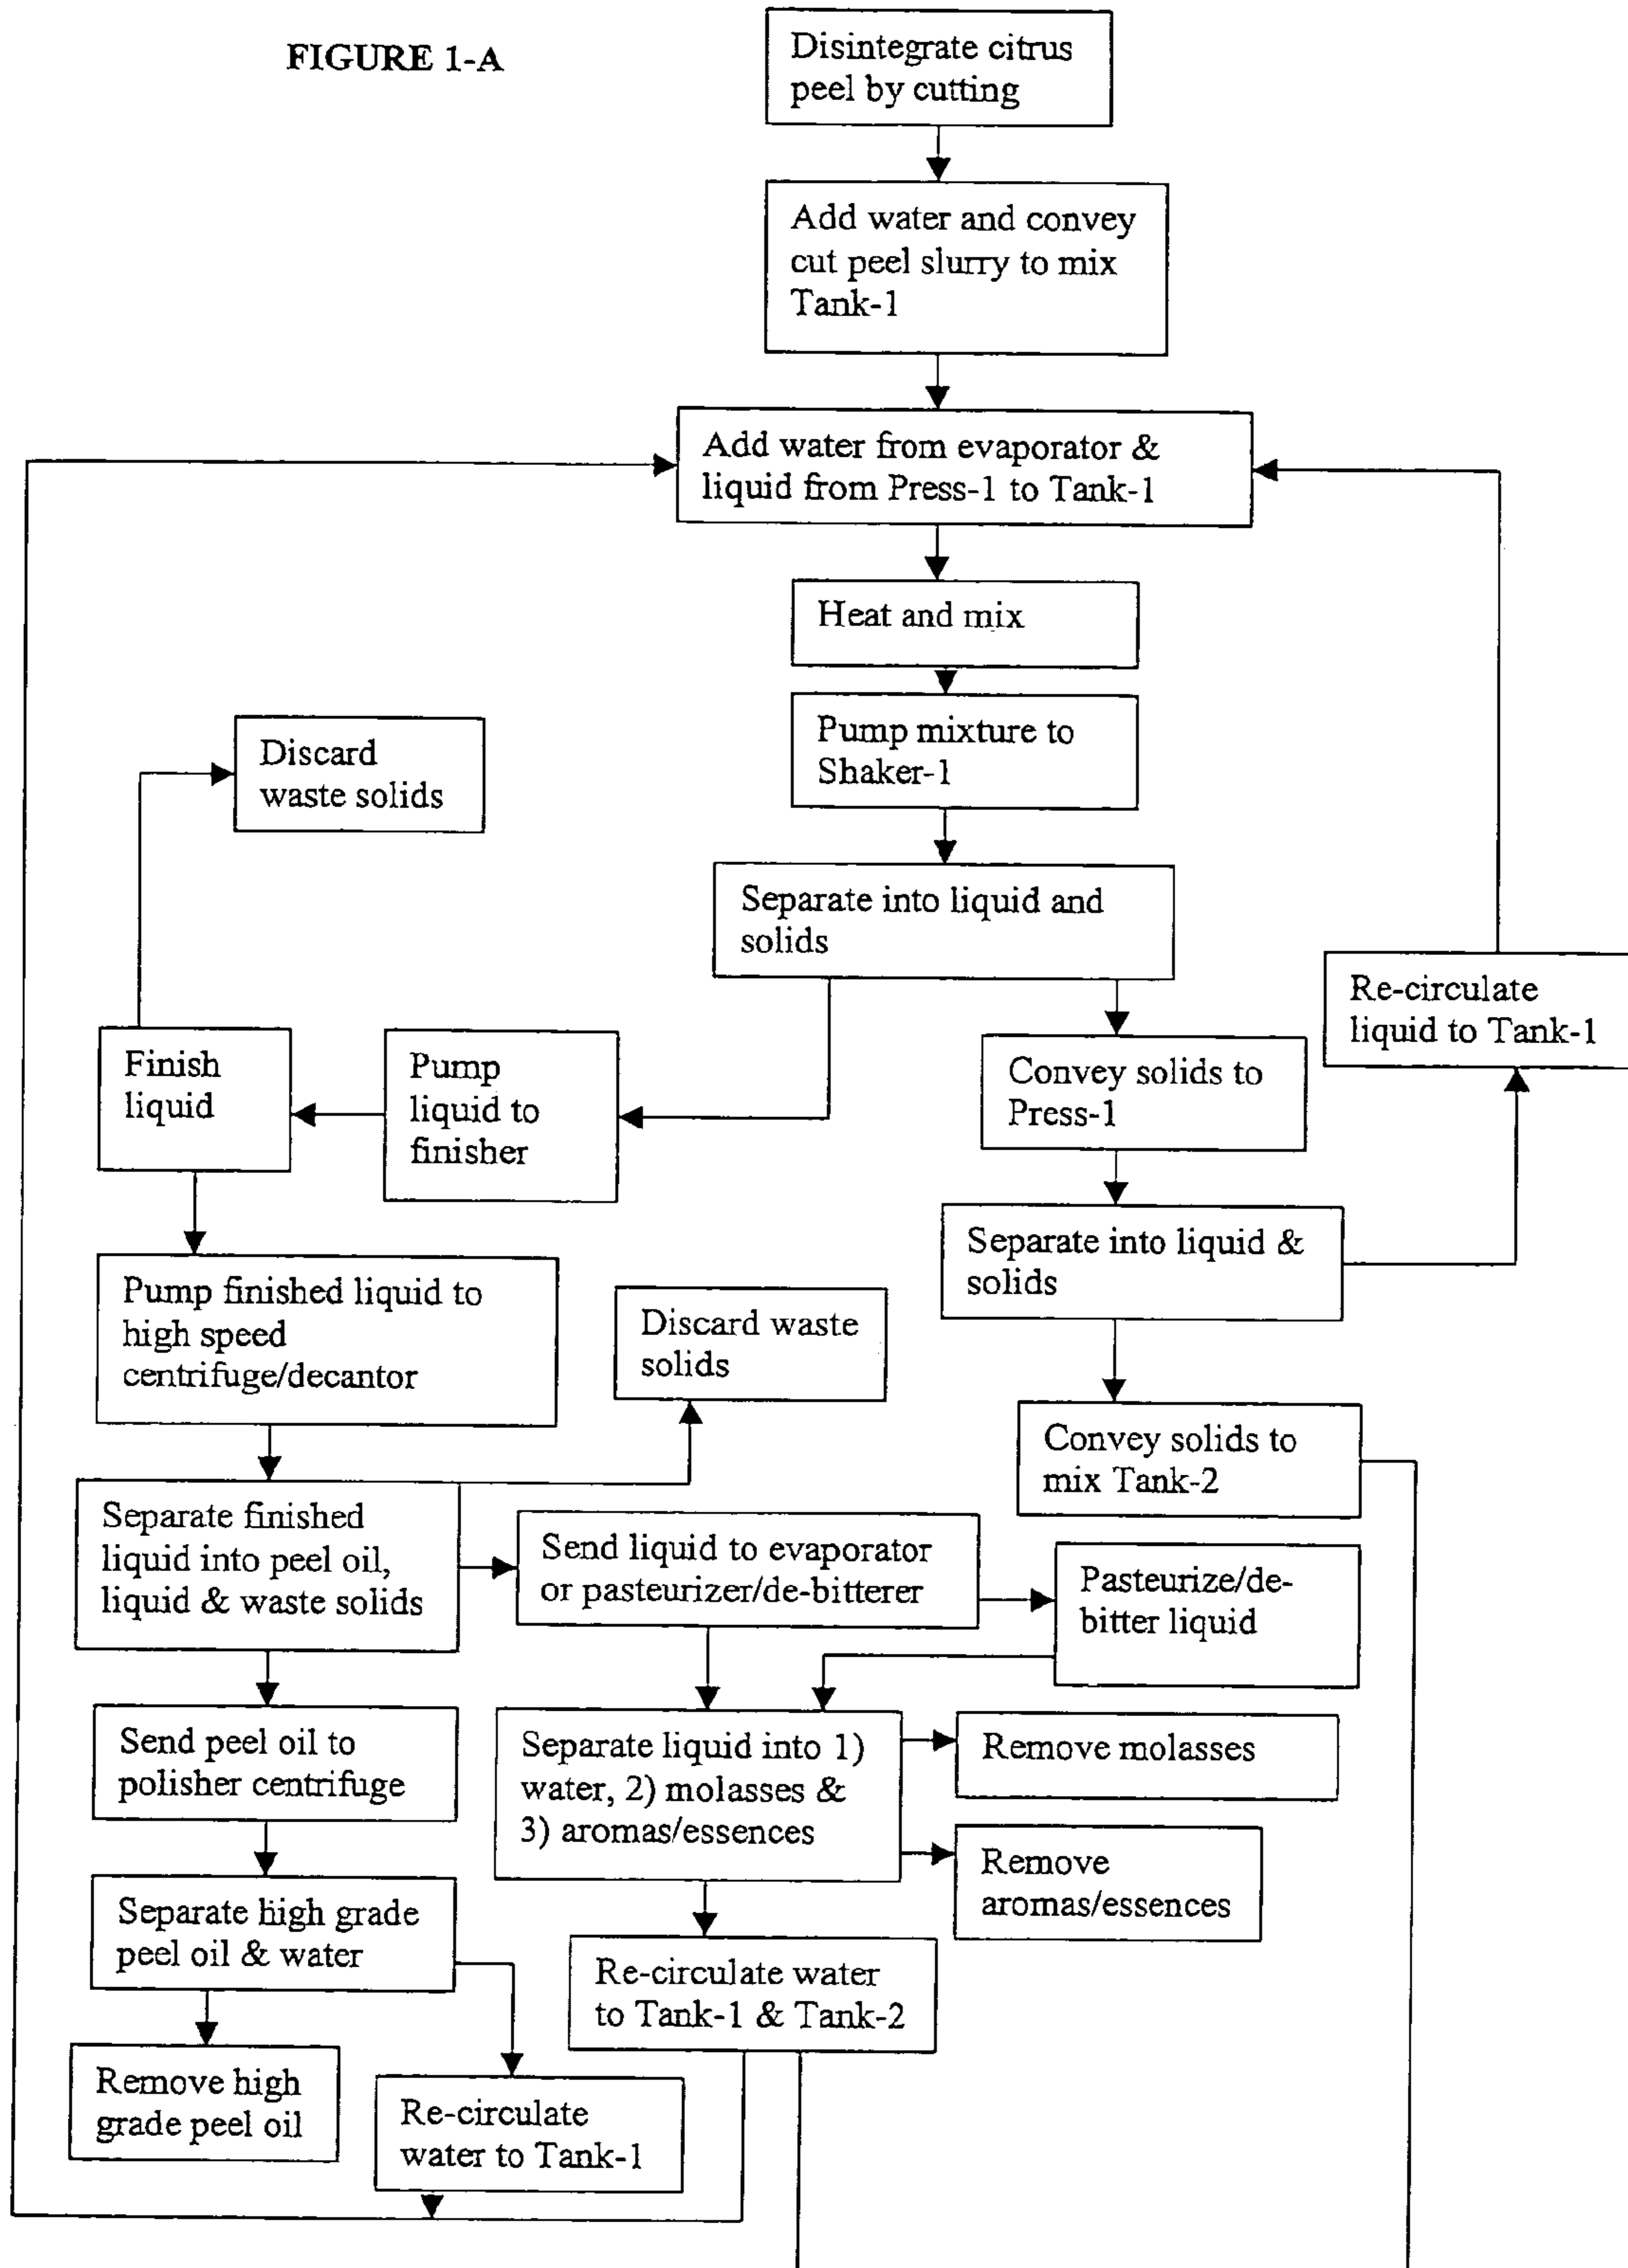 FIGURE 1-A
Disintegrate citrus
peel by cutting
Add water and convey
cut peel slurry to mix
Tank-1
Add water from evaporator &
liquid from Press-1 to Tank-1
Heat and mix
Pump mixture to
Shaker-1
Discard
waste solids
Separate into liquid and
solids
Re-circulate
liquid to Tank-1
Finish
liquid
Pump
liquid to
finisher
Convey solids to
Press-1
Separate into liquid &
solids
Pump finished liquid to
high speed
centrifuge/decantor
Discard waste
solids
Convey solids to
mix Tank-2
Separate finished
liquid into peel oil,
liquid & waste solids
Send liquid to evaporator
or pasteurizer/de-bitterer
Pasteurize/de-
bitter liquid
Send peel oil to
polisher centrifuge
Separate liquid into 1)
water, 2) molasses &
3) aromas/essences
Remove molasses
Remove
aromas/essences
Separate high grade
peel oil & water
Re-circulate water
to Tank-1 & Tank-2
Remove high
grade peel oil
Re-circulate
water to Tank-1